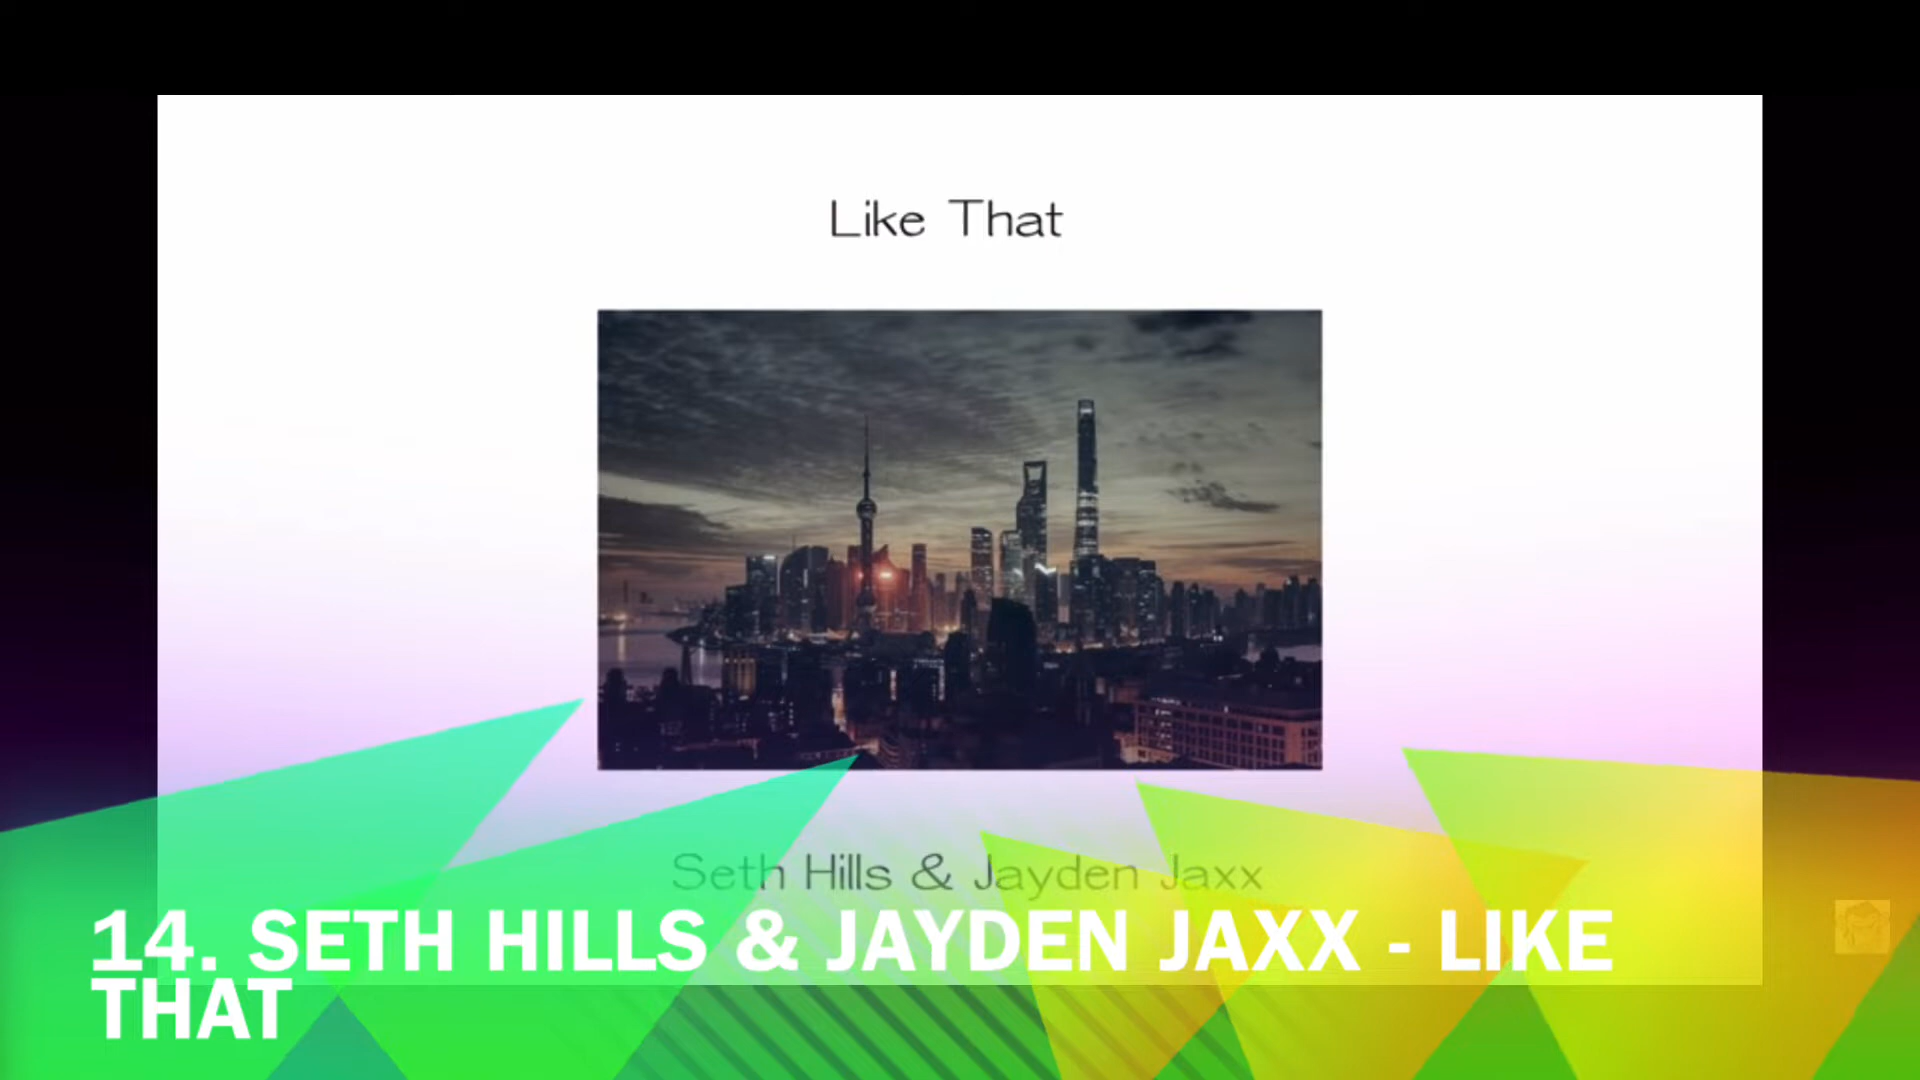 Like That
Seth Hills & Jayden Jaxx
14. SETH HILLS & JAYDEN JAXX - LIKE
THAT